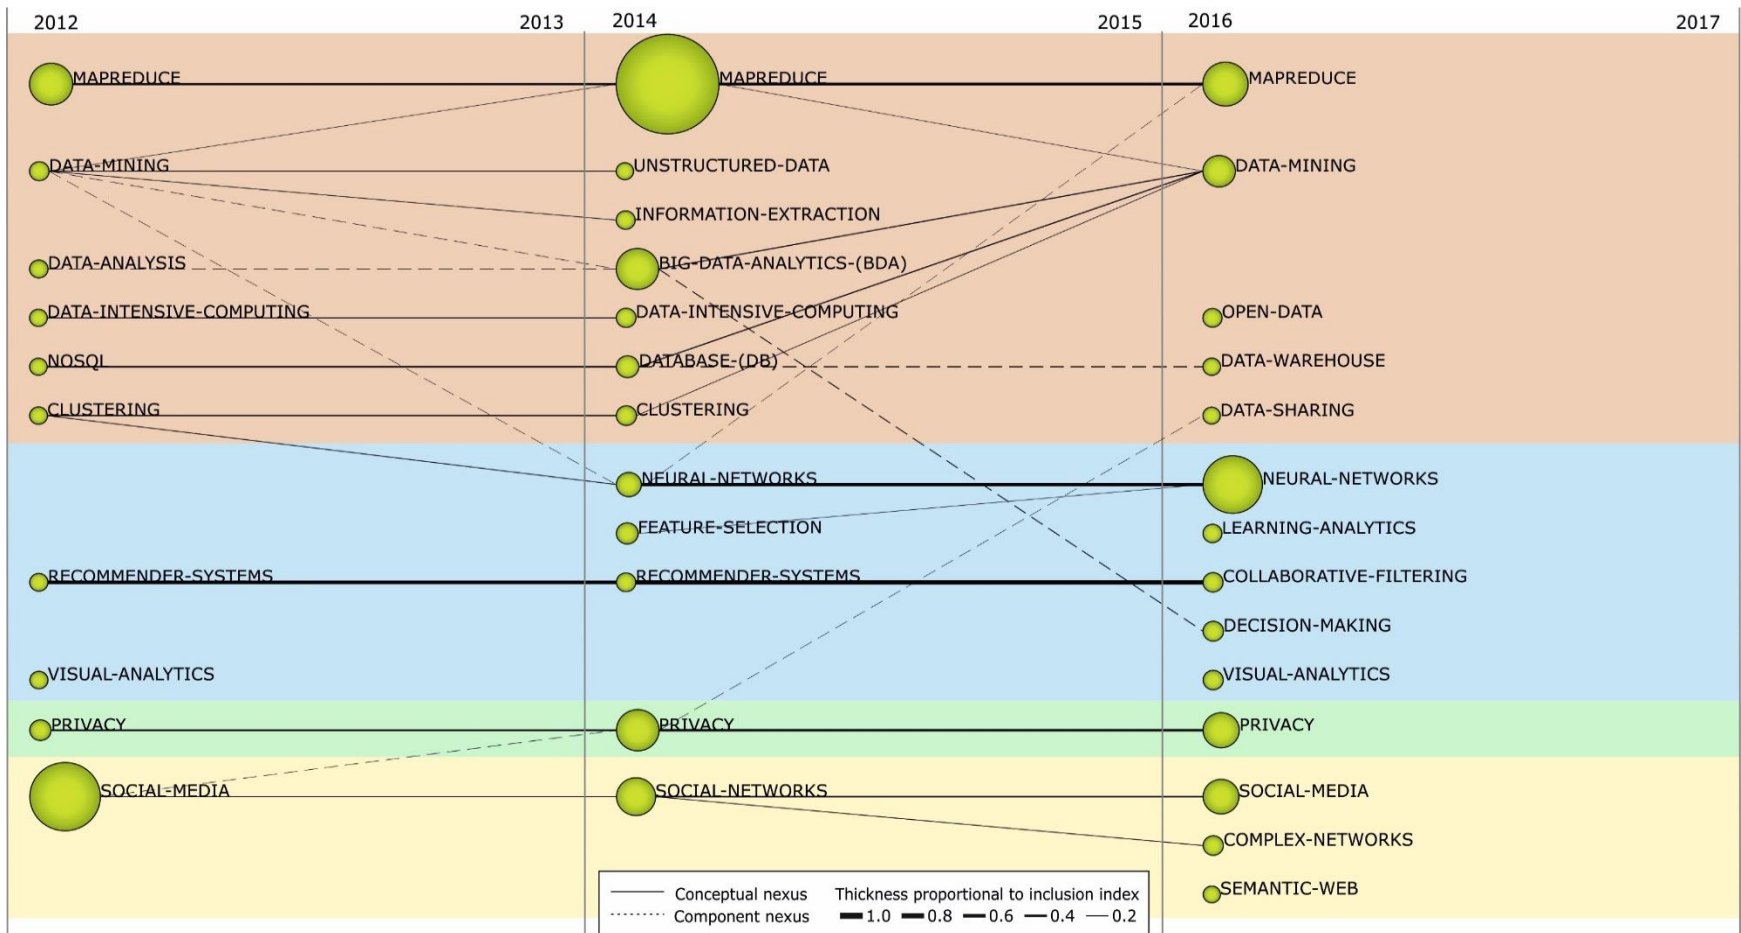 2012 2013 2014 2015 2016 2017
MAPREDUCE MAPREDUCE MAPREDUCE
DATA-MINING UNSTRUCTURED-DATA DATA-MINING
INFORMATION-EXTRACTION
DATA-ANALYSIS BIG-DATA-ANALYTICS-(BDA)
DATA-INTENSIVE-COMPUTING DATA-INTENSIVE-COMPUTING OPEN-DATA
NOSQL DATABASE-(DB) DATA-WAREHOUSE
CLUSTERING CLUSTERING DATA-SHARING
NEURAL-NETWORKS NEURAL-NETWORKS
FEATURE-SELECTION LEARNING-ANALYTICS
RECOMMENDER-SYSTEMS RECOMMENDER-SYSTEMS COLLABORATIVE-FILTERING
DECISION-MAKING
VISUAL-ANALYTICS VISUAL-ANALYTICS
PRIVACY PRIVACY PRIVACY
SOCIAL-MEDIA SOCIAL-NETWORKS SOCIAL-MEDIA
COMPLEX-NETWORKS
SEMANTIC-WEB
Conceptual nexus Thickness proportional to inclusion index
Component nexus 1.0 0.8 0.6 0.4 0.2